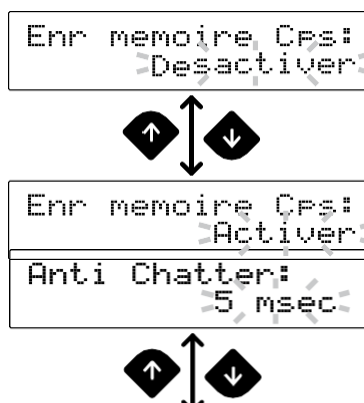 Enr memoire Cps:
Desactiver
Enr memoire Cps:
Activer
Anti Chatter:
5 msec